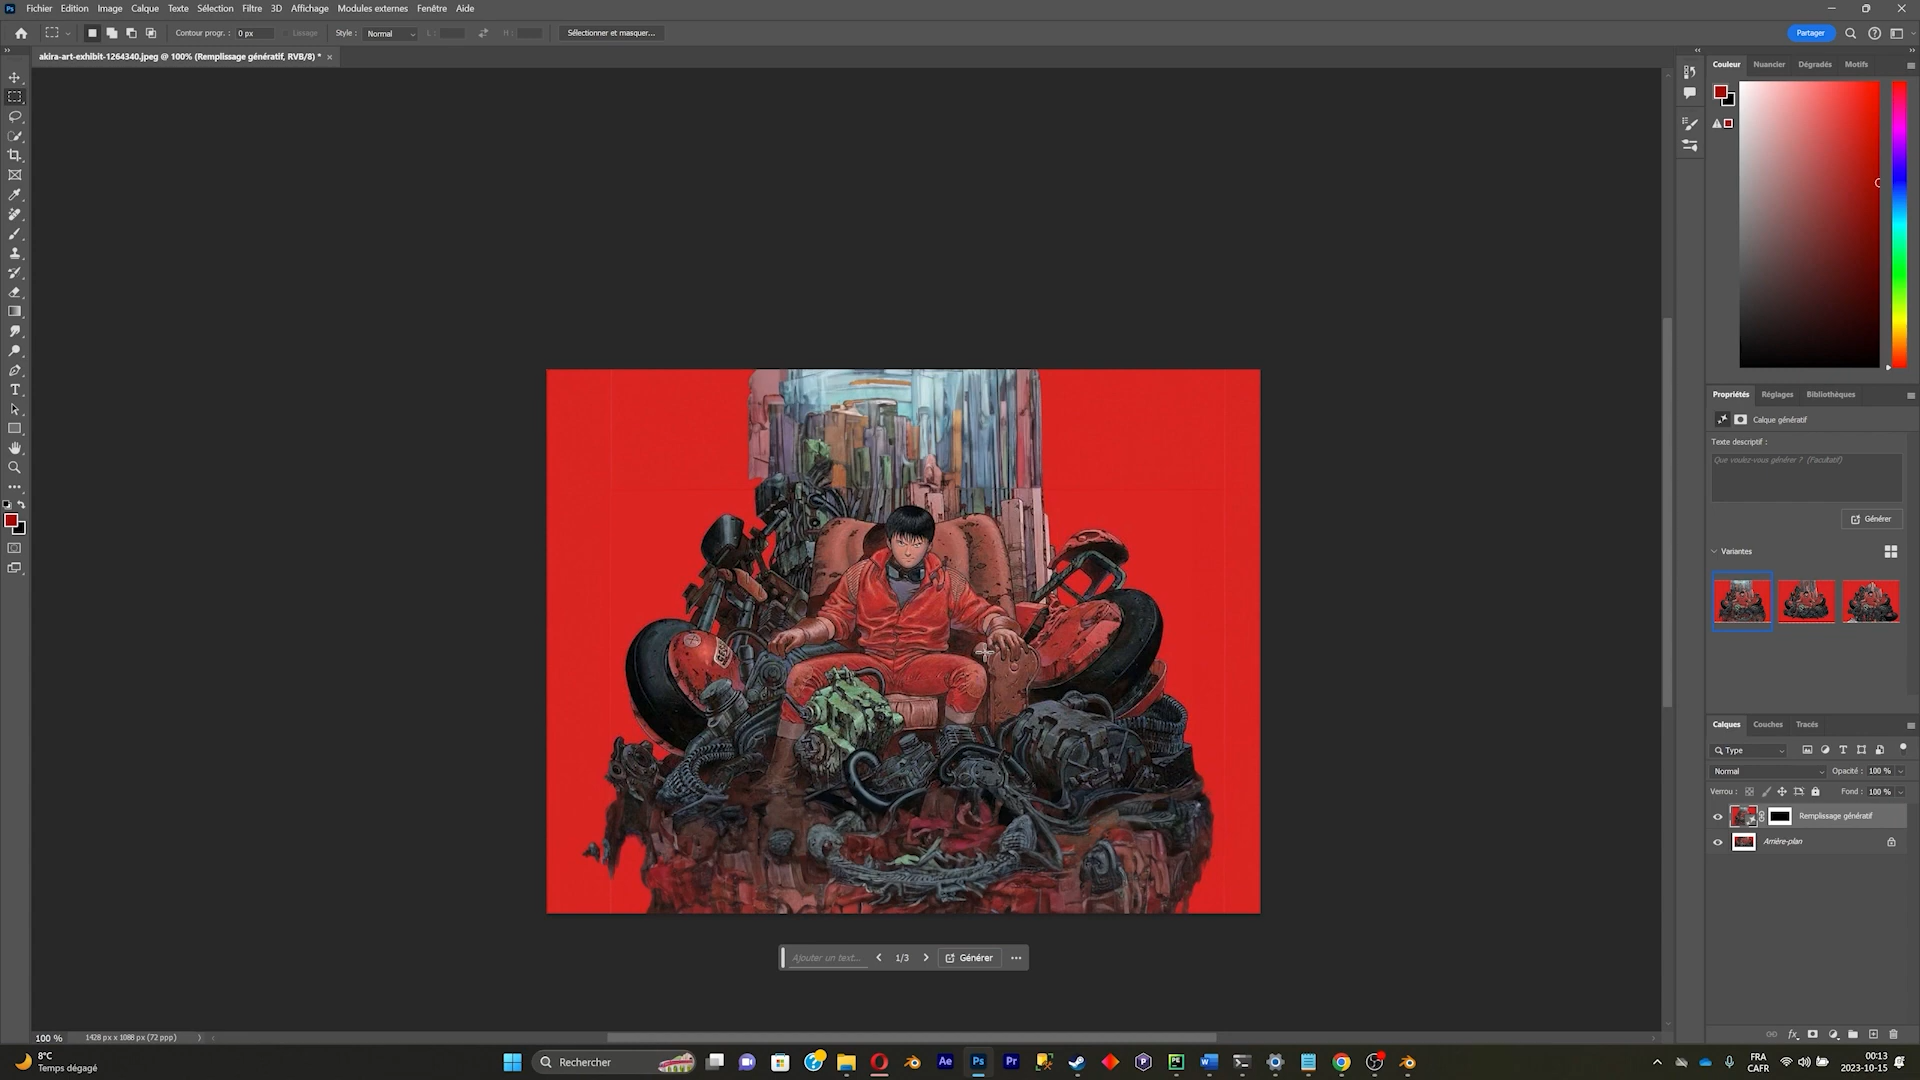 Fichier Edition Image Calque Texte Sélection Filtre 3D Affichage Modules externes Fenêtre Aide
Contour progr. : 0 px Lissage Style : Normal L : H : Sélectionner et masquer... Partager
akira-art-exhibit-1264340.jpeg @ 100% (Remplissage génératif, RVB/8) * ×
Couleur Nuancier Dégradés Motifs
Propriétés Réglages Bibliothèques
Calque génératif
Texte descriptif :
Que voulez-vous générer ? (Facultatif)
Générer
Variantes
Calques Couches Tracés
Type
Normal Opacité : 100 %
Verrou : Fond : 100 %
Remplissage génératif
Arrière-plan
Ajouter un text... 1/3 Générer ...
100 % 1428 px x 1088 px (72 ppp)
8°C
Temps dégagé
Rechercher
FRA
CAFR
00:13
2023-10-15